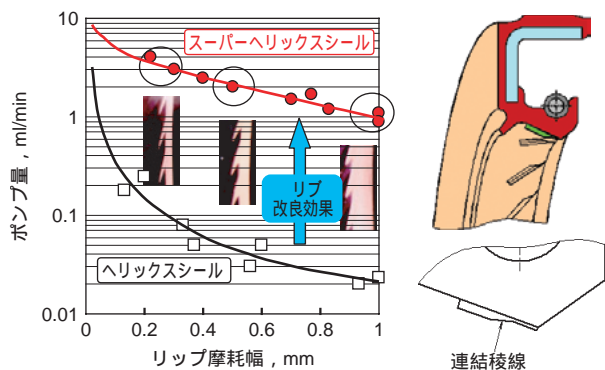 10
1
0.1
0.01
ポンプ量 , ml/min
スーパーヘリックスシール
リブ
改良効果
ヘリックスシール
0 0.2 0.4 0.6 0.8 1
リップ摩耗幅 , mm
連結稜線